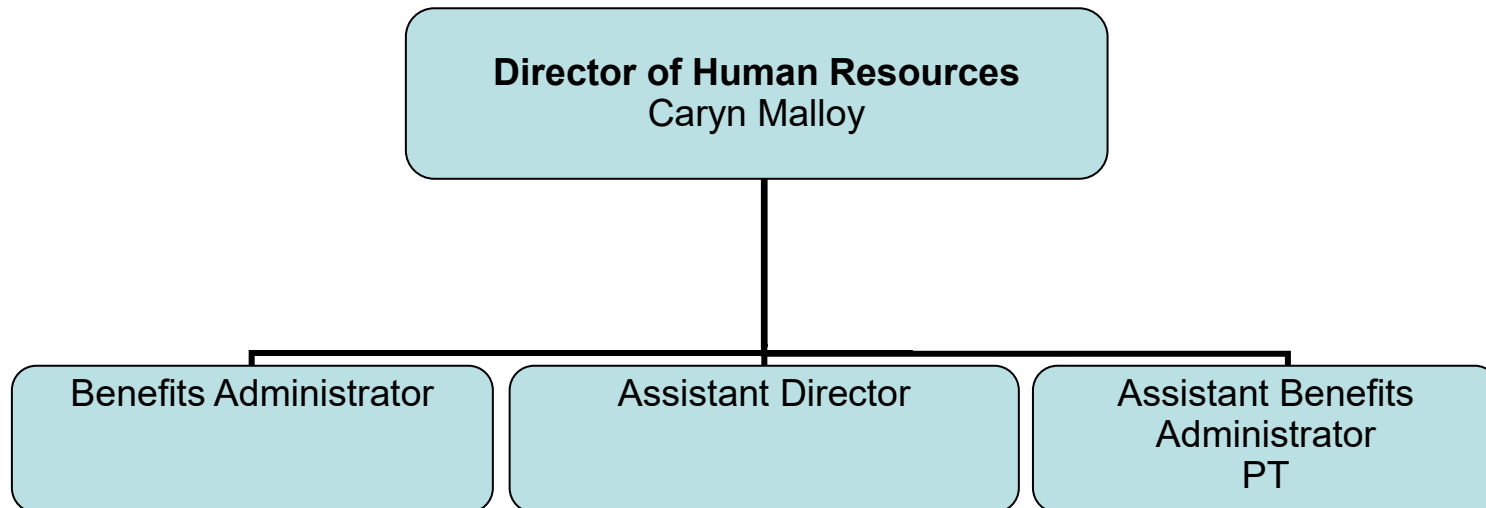 Director of Human Resources
Caryn Malloy
Benefits Administrator
Assistant Director
Assistant Benefits
Administrator
PT